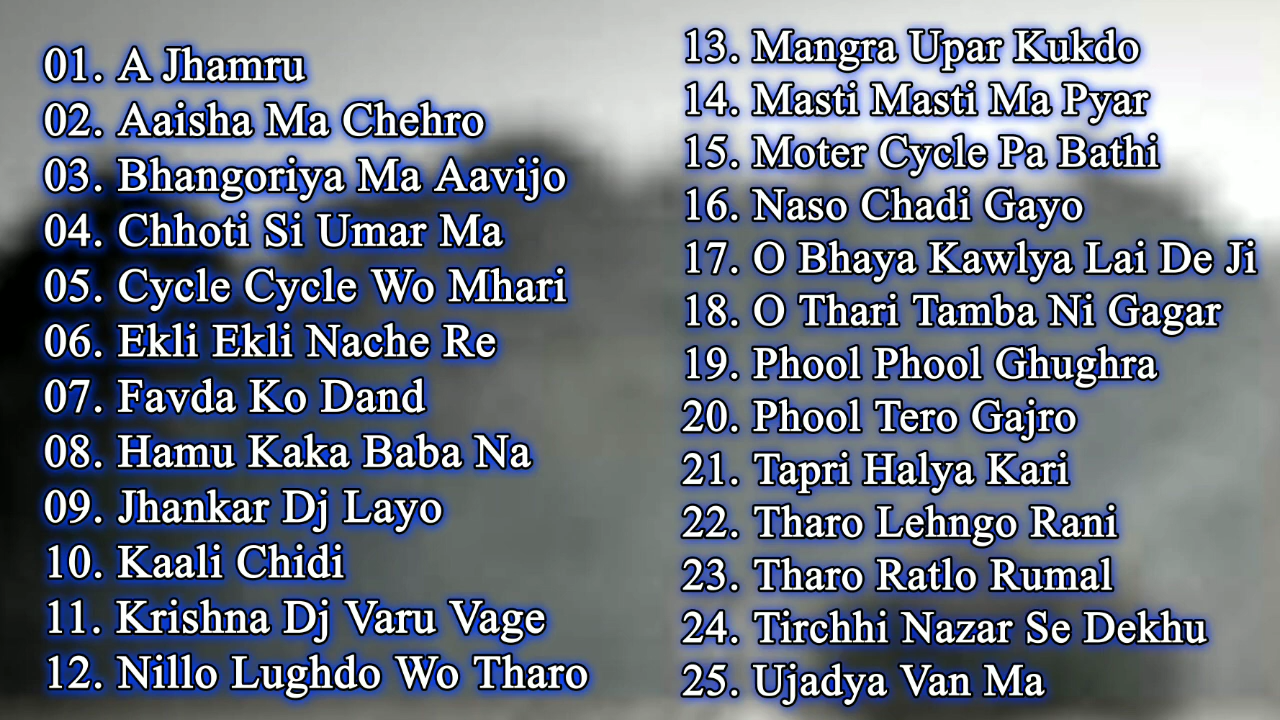 01. A Jhamru
02. Aaisha Ma Chehro
03. Bhangoriya Ma Aavijo
04. Chhoti Si Umar Ma
05. Cycle Cycle Wo Mhari
06. Ekli Ekli Nache Re
07. Favda Ko Dand
08. Hamu Kaka Baba Na
09. Jhankar Dj Layo
10. Kaali Chidi
11. Krishna Dj Varu Vage
12. Nillo Lughdo Wo Tharo
13. Mangra Upar Kukdo
14. Masti Masti Ma Pyar
15. Moter Cycle Pa Bathi
16. Naso Chadi Gayo
17. O Bhaya Kawlya Lai De Ji
18. O Thari Tamba Ni Gagar
19. Phool Phool Ghughra
20. Phool Tero Gajro
21. Tapri Halya Kari
22. Tharo Lehngo Rani
23. Tharo Ratlo Rumal
24. Tirchhi Nazar Se Dekhu
25. Ujadya Van Ma